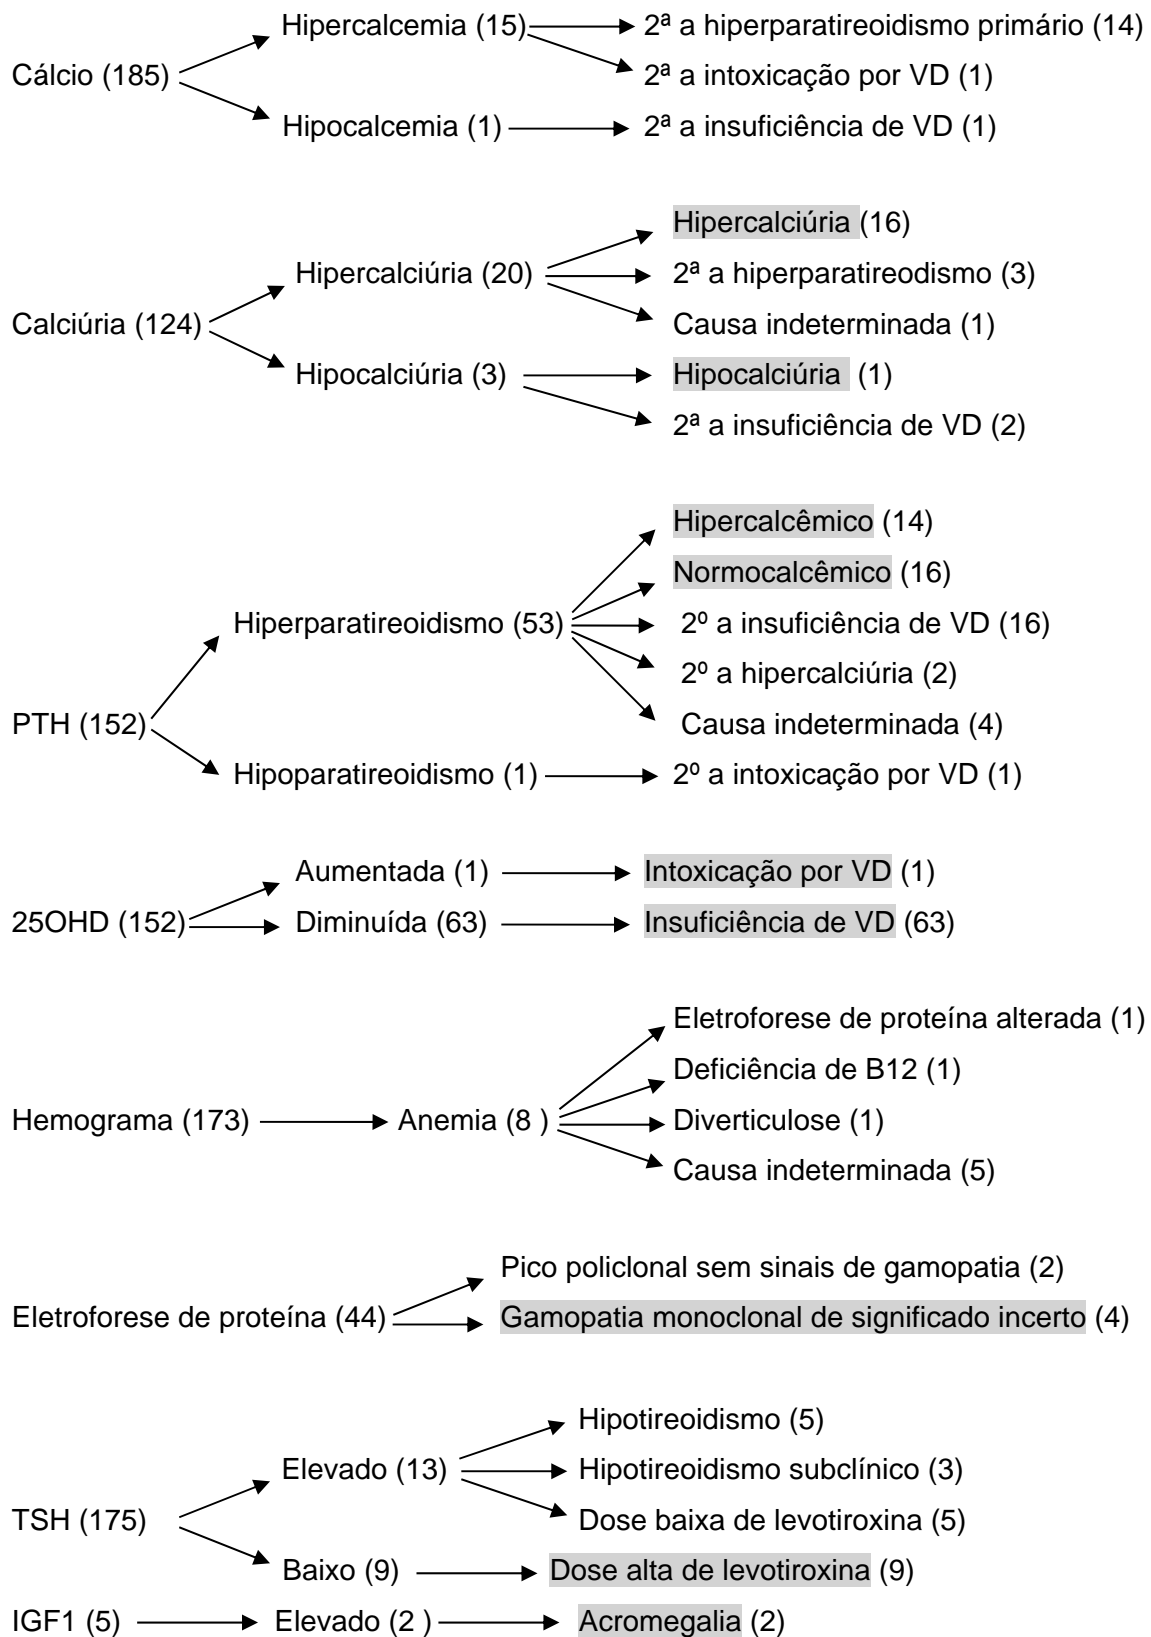 Hipercalcemia (15) 2ª a hiperparatireoidismo primário (14)
Cálcio (185) 2ª a intoxicação por VD (1)
Hipocalcemia (1) 2ª a insuficiência de VD (1)
Hipercalciúria (16)
Hipercalciúria (20) 2ª a hiperparatireodismo (3)
Calciúria (124) Causa indeterminada (1)
Hipocalciúria (3) Hipocalciúria (1)
2ª a insuficiência de VD (2)
Hipercalcêmico (14)
Normocalcêmico (16)
Hiperparatireoidismo (53) 2º a insuficiência de VD (16)
2º a hipercalciúria (2)
PTH (152) Causa indeterminada (4)
Hipoparatireoidismo (1) 2º a intoxicação por VD (1)
Aumentada (1) Intoxicação por VD (1)
25OHD (152) Diminuída (63) Insuficiência de VD (63)
Eletroforese de proteína alterada (1)
Deficiência de B12 (1)
Hemograma (173) Anemia (8 ) Diverticulose (1)
Causa indeterminada (5)
Pico policlonal sem sinais de gamopatia (2)
Eletroforese de proteína (44) Gamopatia monoclonal de significado incerto (4)
Hipotireoidismo (5)
Elevado (13) Hipotireoidismo subclínico (3)
TSH (175) Dose baixa de levotiroxina (5)
Baixo (9) Dose alta de levotiroxina (9)
IGF1 (5) Elevado (2 ) Acromegalia (2)